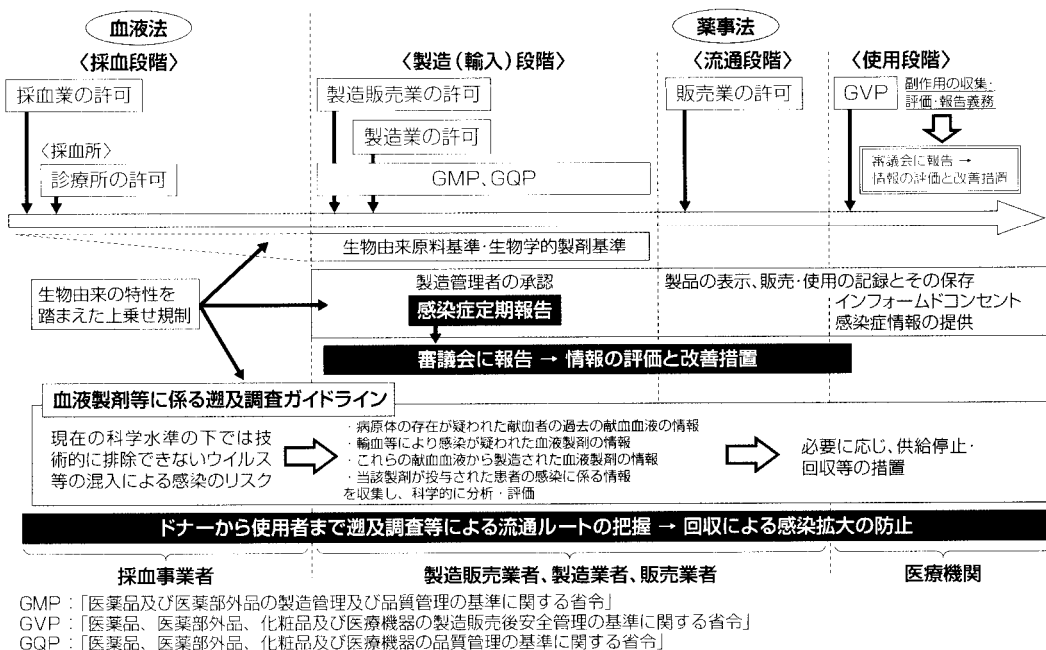 血液法
薬事法
〈採血段階〉
〈製造(輸入)段階〉
〈流通段階〉
〈使用段階〉
採血業の許可
製造販売業の許可
販売業の許可
GVP
副作用の収集・
評価・報告義務
製造業の許可
〈採血所〉
診療所の許可
GMP、GQP
審議会に報告 →
情報の評価と改善措置
生物由来原料基準・生物学的製剤基準
生物由来の特性を
踏まえた上乗せ規制
製造管理者の承認
感染症定期報告
製品の表示、販売・使用の記録とその保存
インフォームドコンセント
感染症情報の提供
審議会に報告 → 情報の評価と改善措置
血液製剤等に係る遡及調査ガイドライン
現在の科学水準の下では技
術的に排除できないウイルス
等の混入による感染のリスク
・病原体の存在が疑われた献血者の過去の献血血液の情報
・輸血等により感染が疑われた血液製剤の情報
・これらの献血血液から製造された血液製剤の情報
・当該製剤が投与された患者の感染に係る情報
を収集し、科学的に分析・評価
必要に応じ、供給停止・
回収等の措置
ドナーから使用者まで遡及調査等による流通ルートの把握 → 回収による感染拡大の防止
採血事業者
製造販売業者、製造業者、販売業者
医療機関
GMP：「医薬品及び医薬部外品の製造管理及び品質管理の基準に関する省令」
GVP：「医薬品、医薬部外品、化粧品及び医療機器の製造販売後安全管理の基準に関する省令」
GQP：「医薬品、医薬部外品、化粧品及び医療機器の品質管理の基準に関する省令」